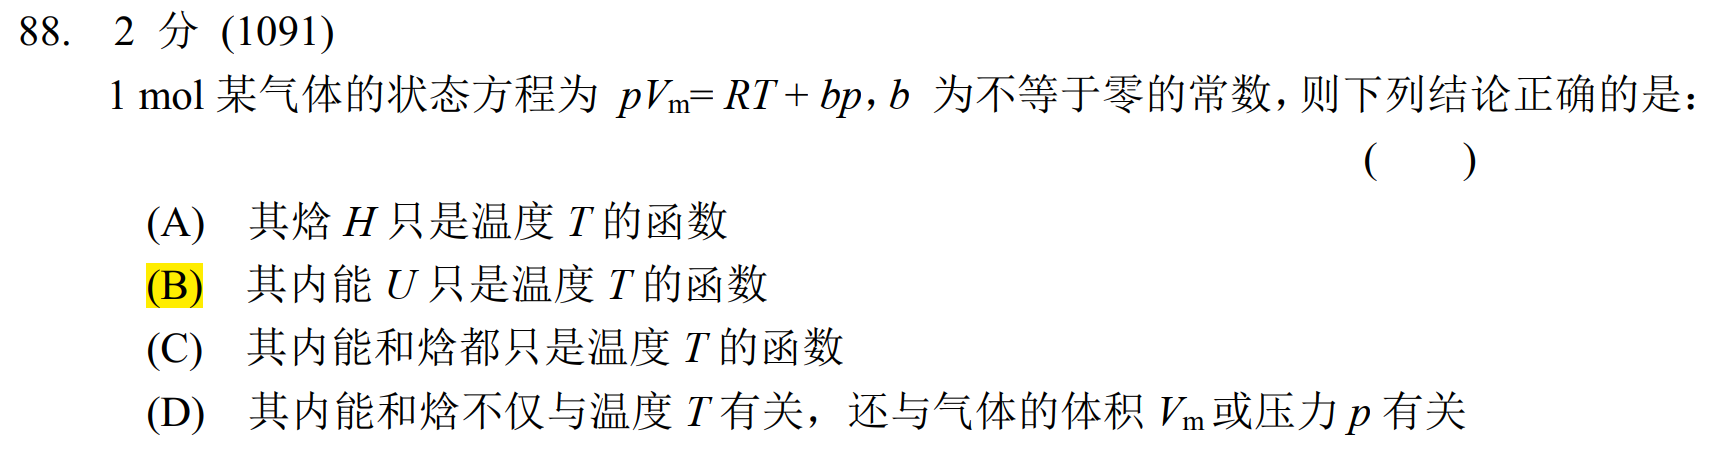 88. 2 分 (1091)
1 mol 某气体的状态方程为 pVm= RT + bp，b 为不等于零的常数，则下列结论正确的是：
( )
(A) 其焓 H 只是温度 T 的函数
(B) 其内能 U 只是温度 T 的函数
(C) 其内能和焓都只是温度 T 的函数
(D) 其内能和焓不仅与温度 T 有关，还与气体的体积 Vm 或压力 p 有关